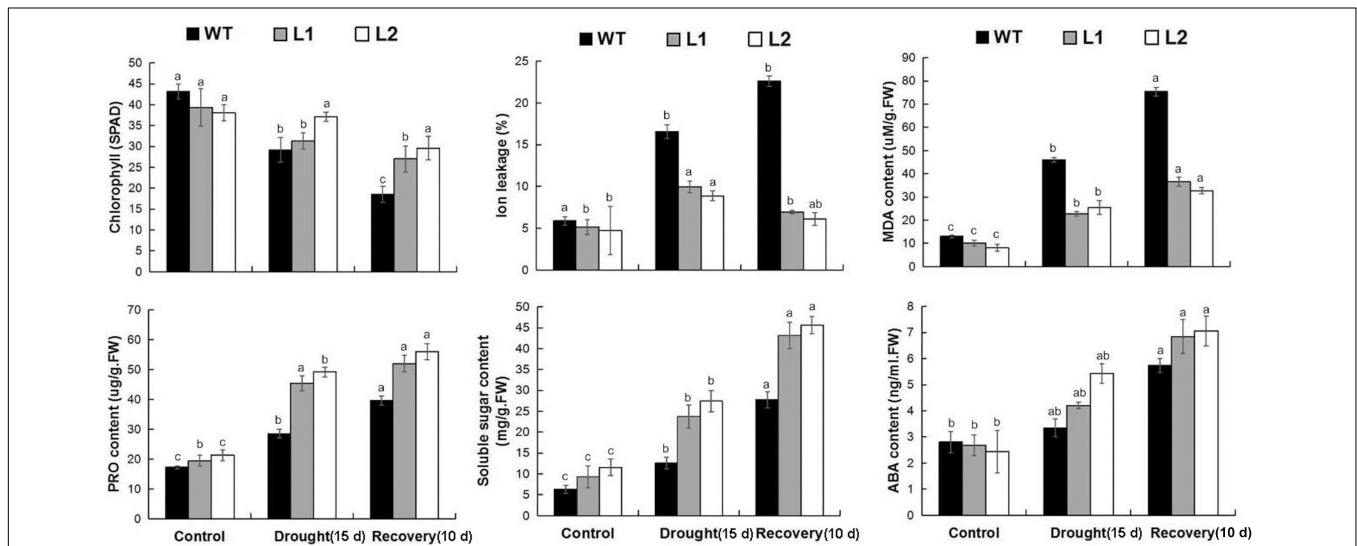 WT L1 L2
Chlorophyll (SPAD)
50
45
40
35
30
25
20
15
10
5
0
a a a
b b a
c b a
WT L1 L2
Ion leakage (%)
25
20
15
10
5
0
a b b
b a a
b b ab
WT L1 L2
MDA content (uM/g.FW)
90
80
70
60
50
40
30
20
10
0
c c c
b b b
a a a
PRO content (ug/g.FW)
70
60
50
40
30
20
10
0
c b c
b a b
a a a
Control Drought(15 d) Recovery(10 d)
Soluble sugar content
(mg/g.FW)
50
45
40
35
30
25
20
15
10
5
0
c c c
b b b
a a a
Control Drought(15 d) Recovery(10 d)
ABA content (ng/ml.FW)
8
7
6
5
4
3
2
1
0
b b b
ab ab ab
a a a
Control Drought(15 d) Recovery(10 d)